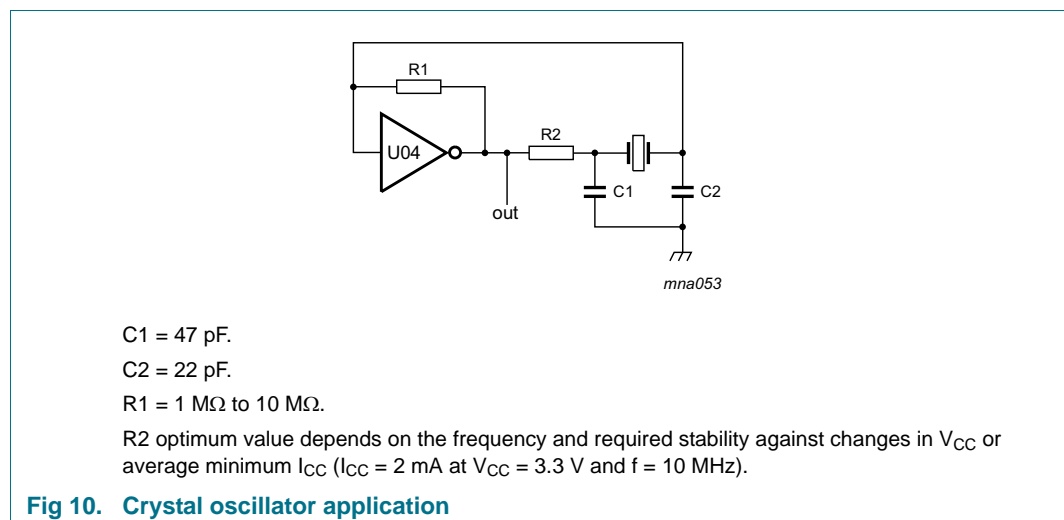 R1
U04
R2
C1
C2
out
mna053
C1 = 47 pF.
C2 = 22 pF.
R1 = 1 MΩ to 10 MΩ.
R2 optimum value depends on the frequency and required stability against changes in VCC or
average minimum ICC (ICC = 2 mA at VCC = 3.3 V and f = 10 MHz).
Fig 10. Crystal oscillator application